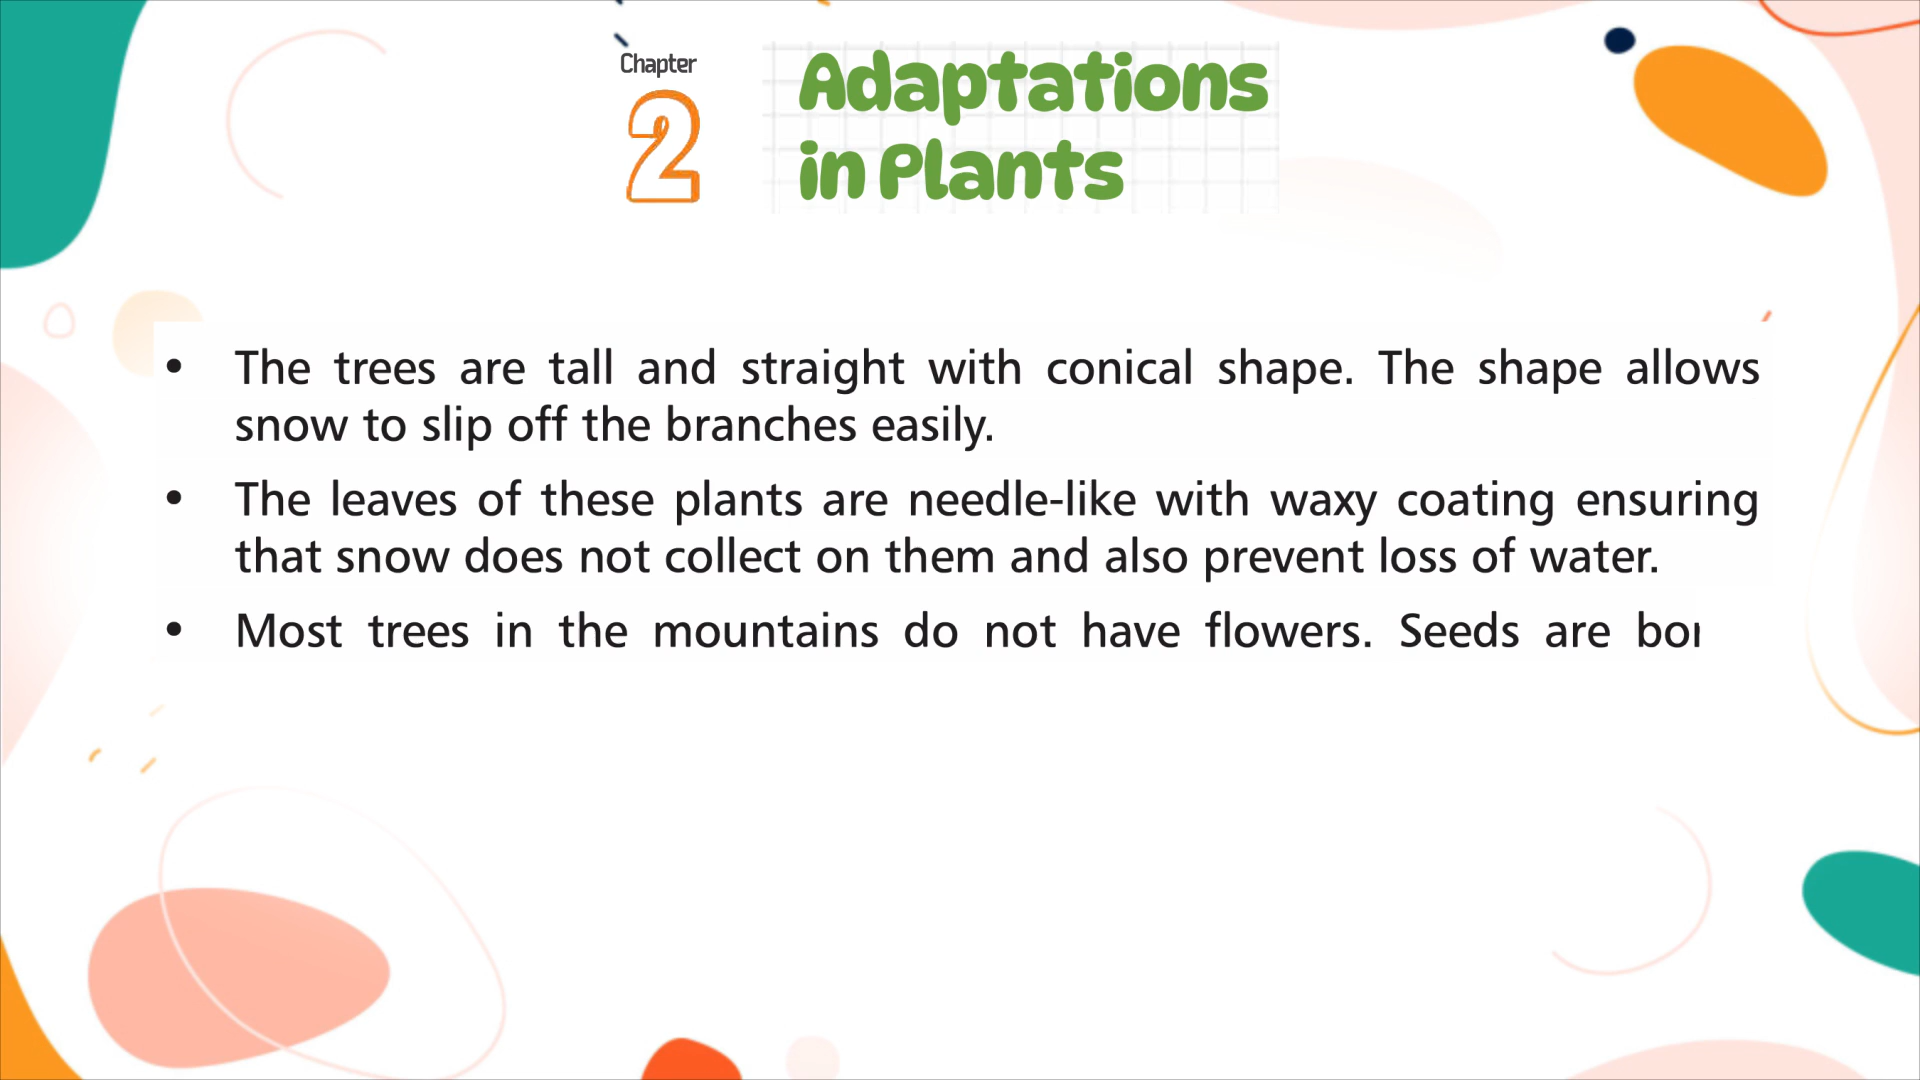 Chapter
2
Adaptations
in Plants
• The trees are tall and straight with conical shape. The shape allows
snow to slip off the branches easily.
• The leaves of these plants are needle-like with waxy coating ensuring
that snow does not collect on them and also prevent loss of water.
• Most trees in the mountains do not have flowers. Seeds are